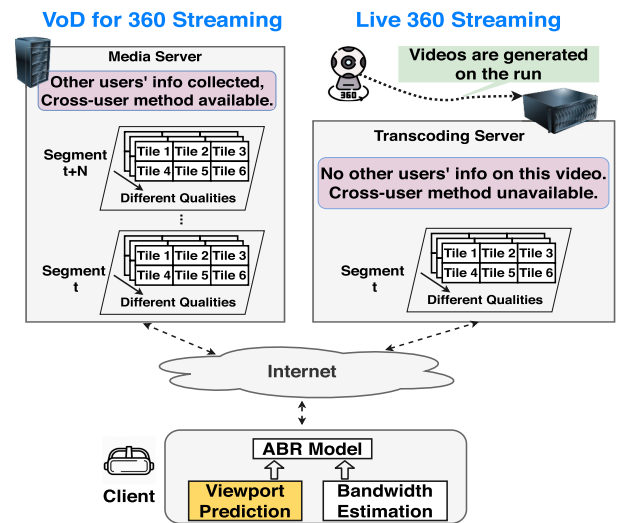 VoD for 360 Streaming
Media Server
Other users' info collected,
Cross-user method available.
Segment
t+N
Tile 1 Tile 2 Tile 3
Tile 4 Tile 5 Tile 6
Different Qualities
...
Segment
t
Tile 1 Tile 2 Tile 3
Tile 4 Tile 5 Tile 6
Different Qualities
Live 360 Streaming
360
Videos are generated
on the run
Transcoding Server
No other users' info on this video.
Cross-user method unavailable.
Segment
t
Tile 1 Tile 2 Tile 3
Tile 4 Tile 5 Tile 6
Different Qualities
Internet
Client
ABR Model
Viewport
Prediction
Bandwidth
Estimation